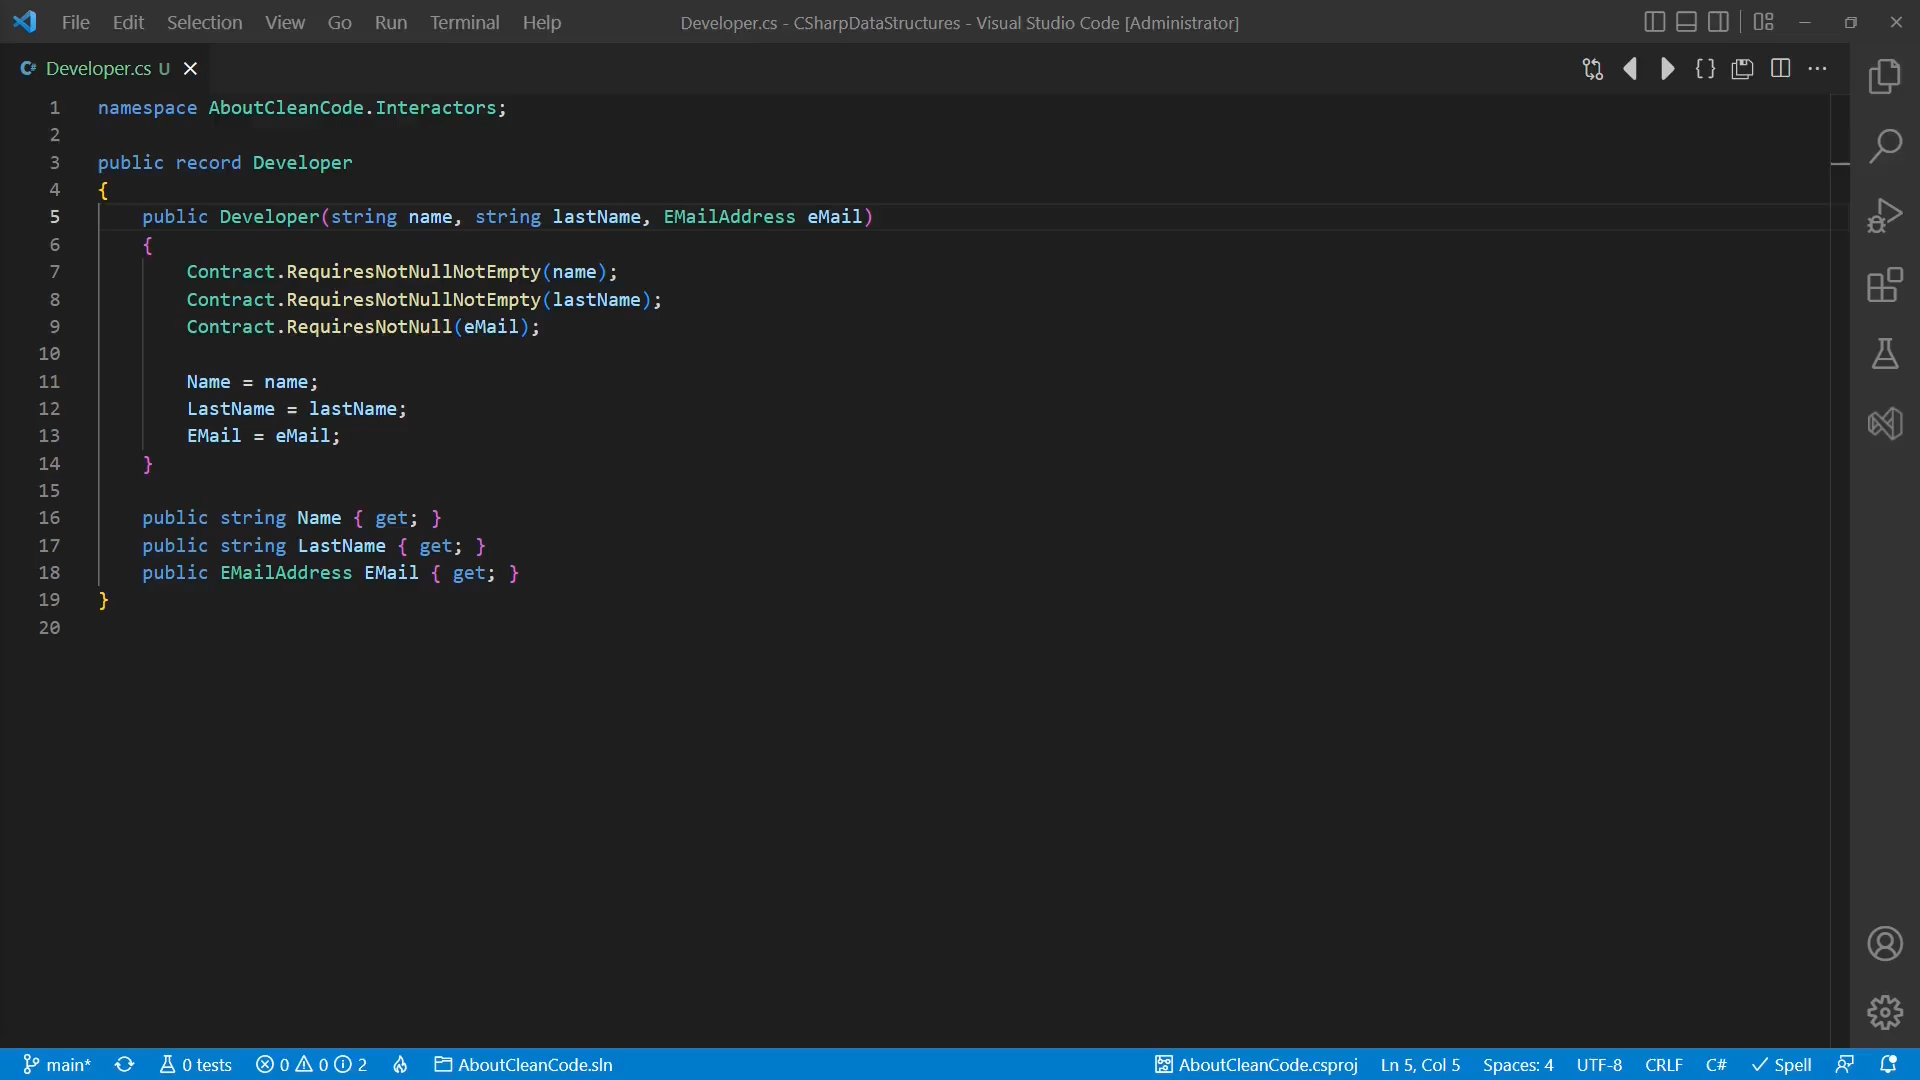 File Edit Selection View Go Run Terminal Help Developer.cs - CSharpDataStructures - Visual Studio Code [Administrator]
C# Developer.cs U
1 namespace AboutCleanCode.Interactors;
2
3 public record Developer
4 {
5 public Developer(string name, string lastName, EMailAddress eMail)
6 {
7 Contract.RequiresNotNullNotEmpty(name);
8 Contract.RequiresNotNullNotEmpty(lastName);
9 Contract.RequiresNotNull(eMail);
10
11 Name = name;
12 LastName = lastName;
13 EMail = eMail;
14 }
15
16 public string Name { get; }
17 public string LastName { get; }
18 public EMailAddress EMail { get; }
19 }
20
main* 0 tests 0 0 2 AboutCleanCode.sln AboutCleanCode.csproj Ln 5, Col 5 Spaces: 4 UTF-8 CRLF C# Spell